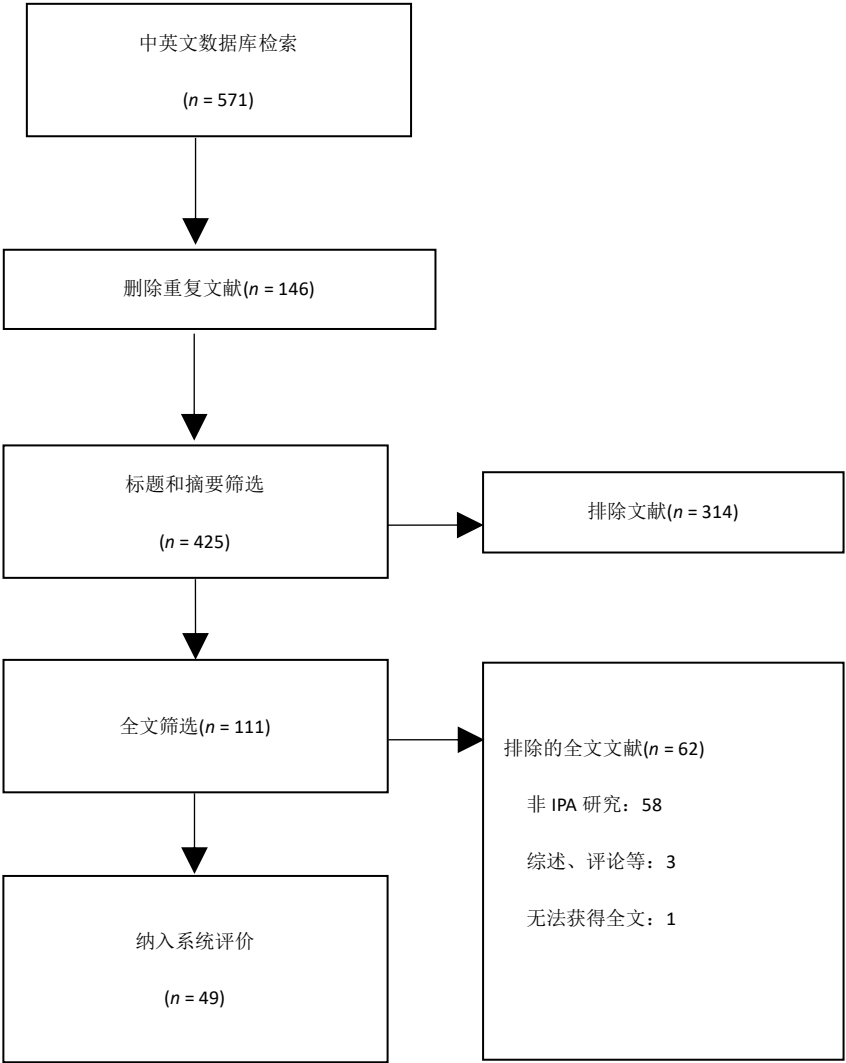 中英文数据库检索
(n = 571)
删除重复文献(n = 146)
标题和摘要筛选
(n = 425)
排除文献(n = 314)
全文筛选(n = 111)
排除的全文文献(n = 62)
非 IPA 研究：58
综述、评论等：3
无法获得全文：1
纳入系统评价
(n = 49)